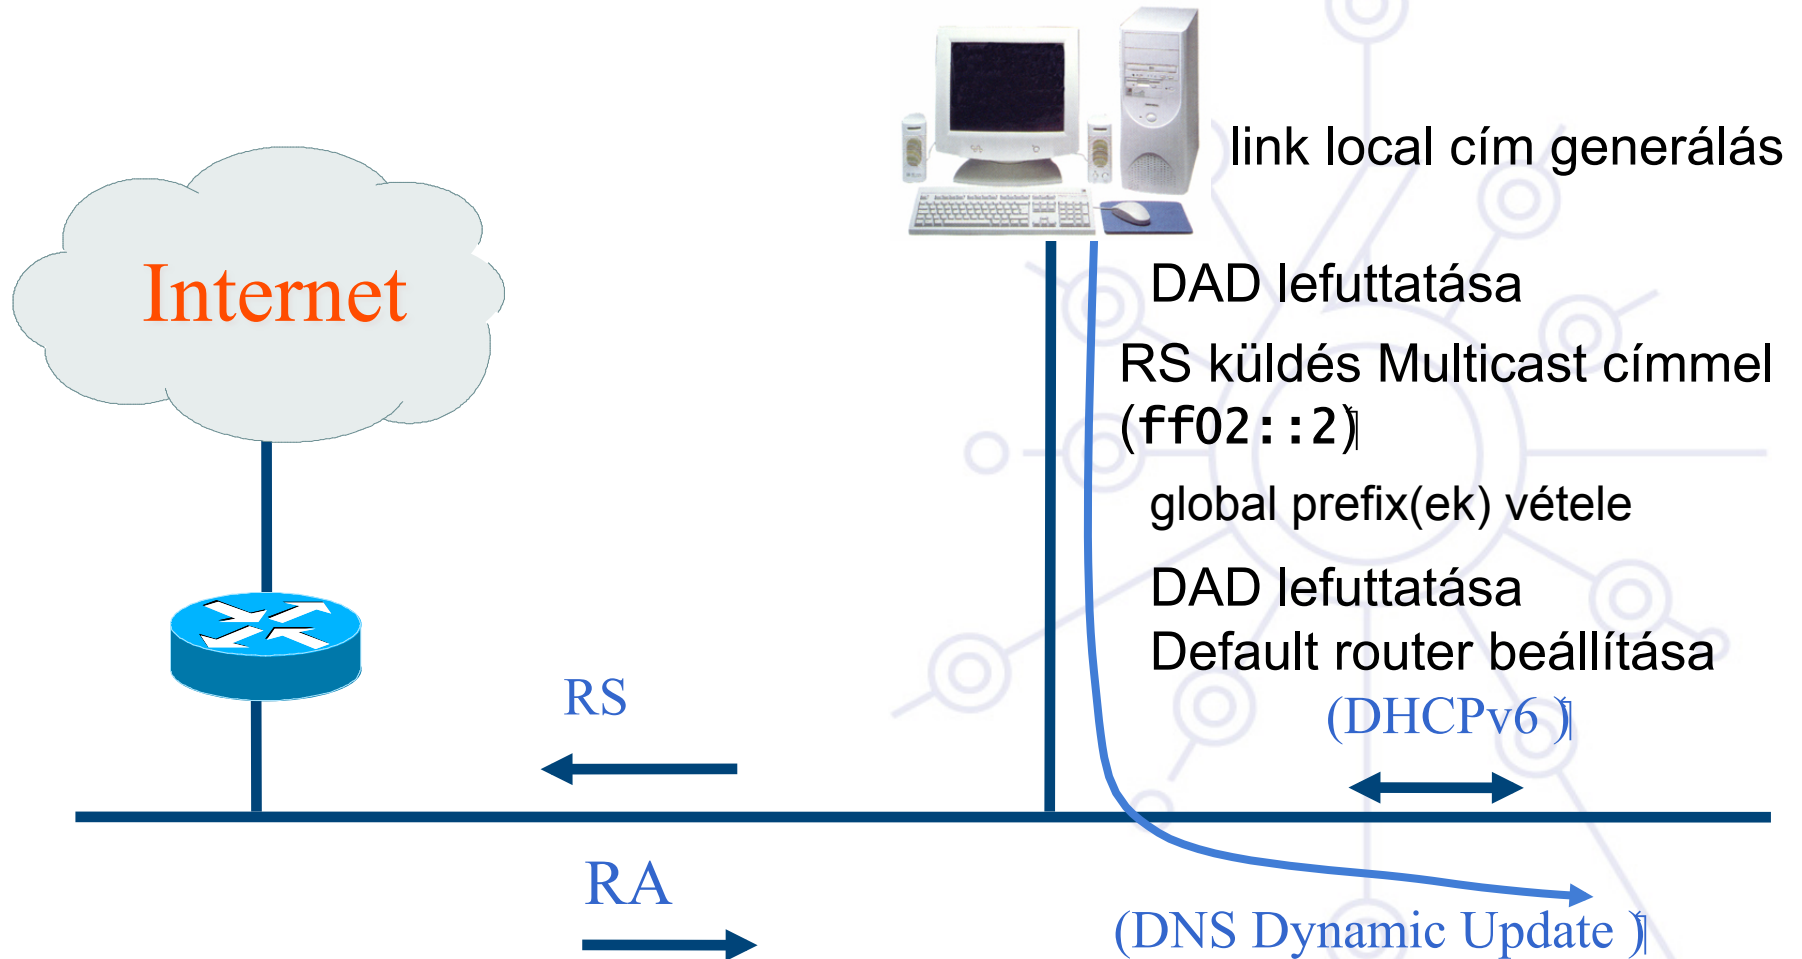 link local cím generálás
Internet
DAD lefuttatása
RS küldés Multicast címmel
(ff02::2)
global prefix(ek) vétele
DAD lefuttatása
Default router beállítása
RS
(DHCPv6 )
RA
(DNS Dynamic Update )